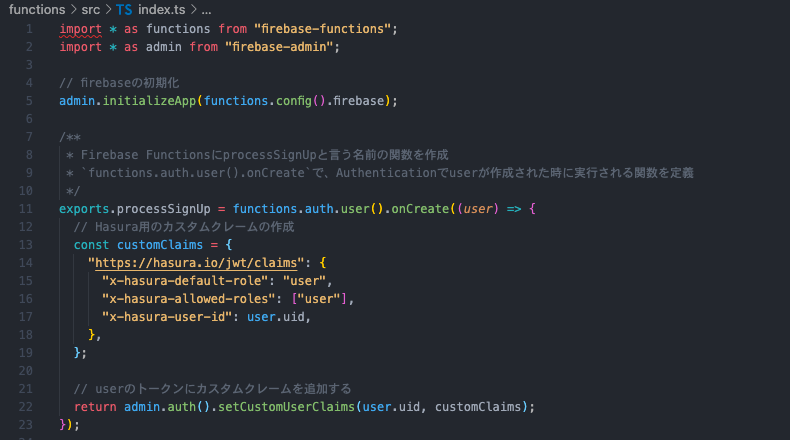 functions > src > TS index.ts > ...
1 import * as functions from "firebase-functions";
2 import * as admin from "firebase-admin";
3
4 // firebaseの初期化
5 admin.initializeApp(functions.config().firebase);
6
7 /**
8 * Firebase FunctionsにprocessSignUpと言う名前の関数を作成
9 * `functions.auth.user().onCreate`で、Authenticationでuserが作成された時に実行される関数を定義
10 */
11 exports.processSignUp = functions.auth.user().onCreate((user) => {
12 // Hasura用のカスタムクレームの作成
13 const customClaims = {
14 "https://hasura.io/jwt/claims": {
15 "x-hasura-default-role": "user",
16 "x-hasura-allowed-roles": ["user"],
17 "x-hasura-user-id": user.uid,
18 },
19 };
20
21 // userのトークンにカスタムクレームを追加する
22 return admin.auth().setCustomUserClaims(user.uid, customClaims);
23 });